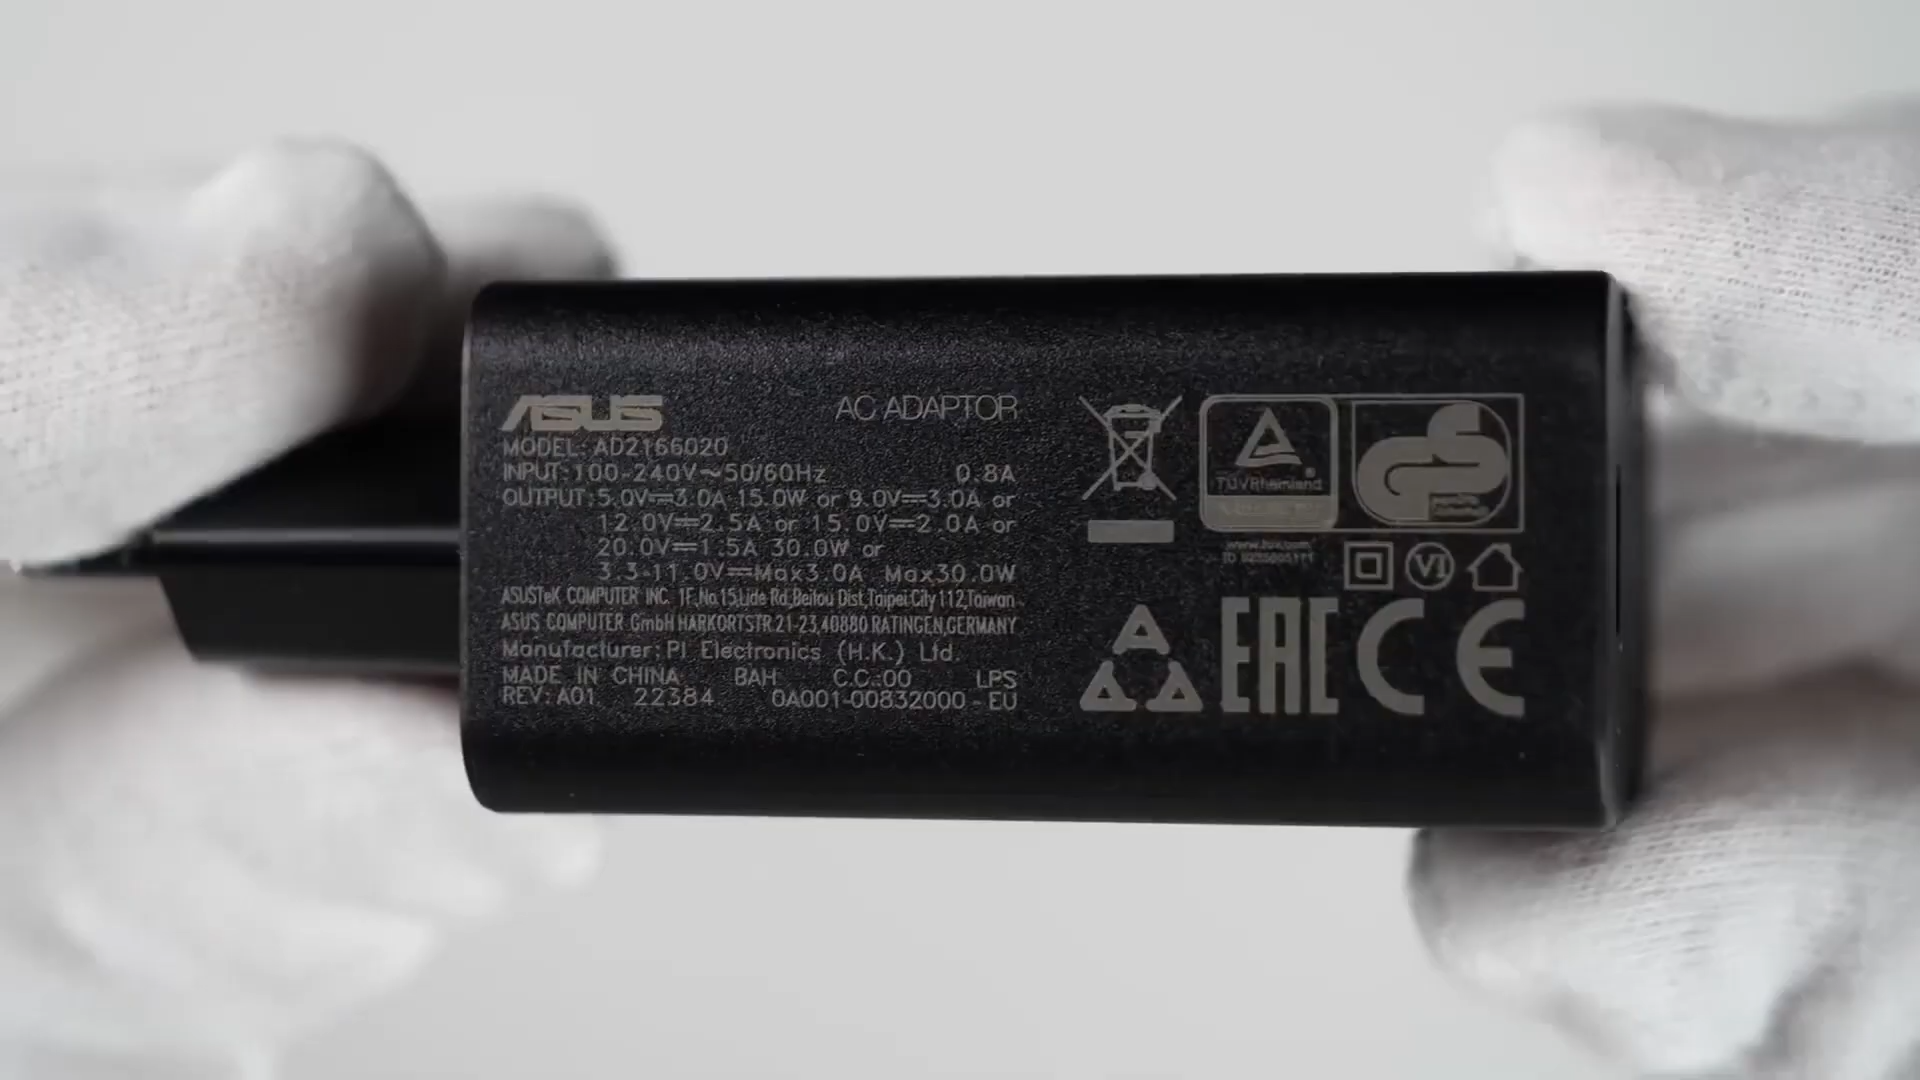 ASUS AC ADAPTOR
MODEL: AD2166020
INPUT: 100-240V~50/60Hz 0.8A
OUTPUT: 5.0V⎓3.0A 15.0W or 9.0V⎓3.0A or
12.0V⎓2.5A or 15.0V⎓2.0A or
20.0V⎓1.5A 30.0W or
3.3-11.0V⎓Max3.0A Max30.0W
ASUSTeK COMPUTER INC. 1F.,No.15,Lide Rd.,Beitou Dist.,Taipei City 112,Taiwan
ASUS COMPUTER GmbH HARKORTSTR.21-23,40880 RATINGEN,GERMANY
Manufacturer: PI Electronics (H.K.) Ltd.
MADE IN CHINA BAH C.C.:00 LPS
REV: A01 22384 0A001-00832000 - EU
TÜVRheinland
VI
EAC CE